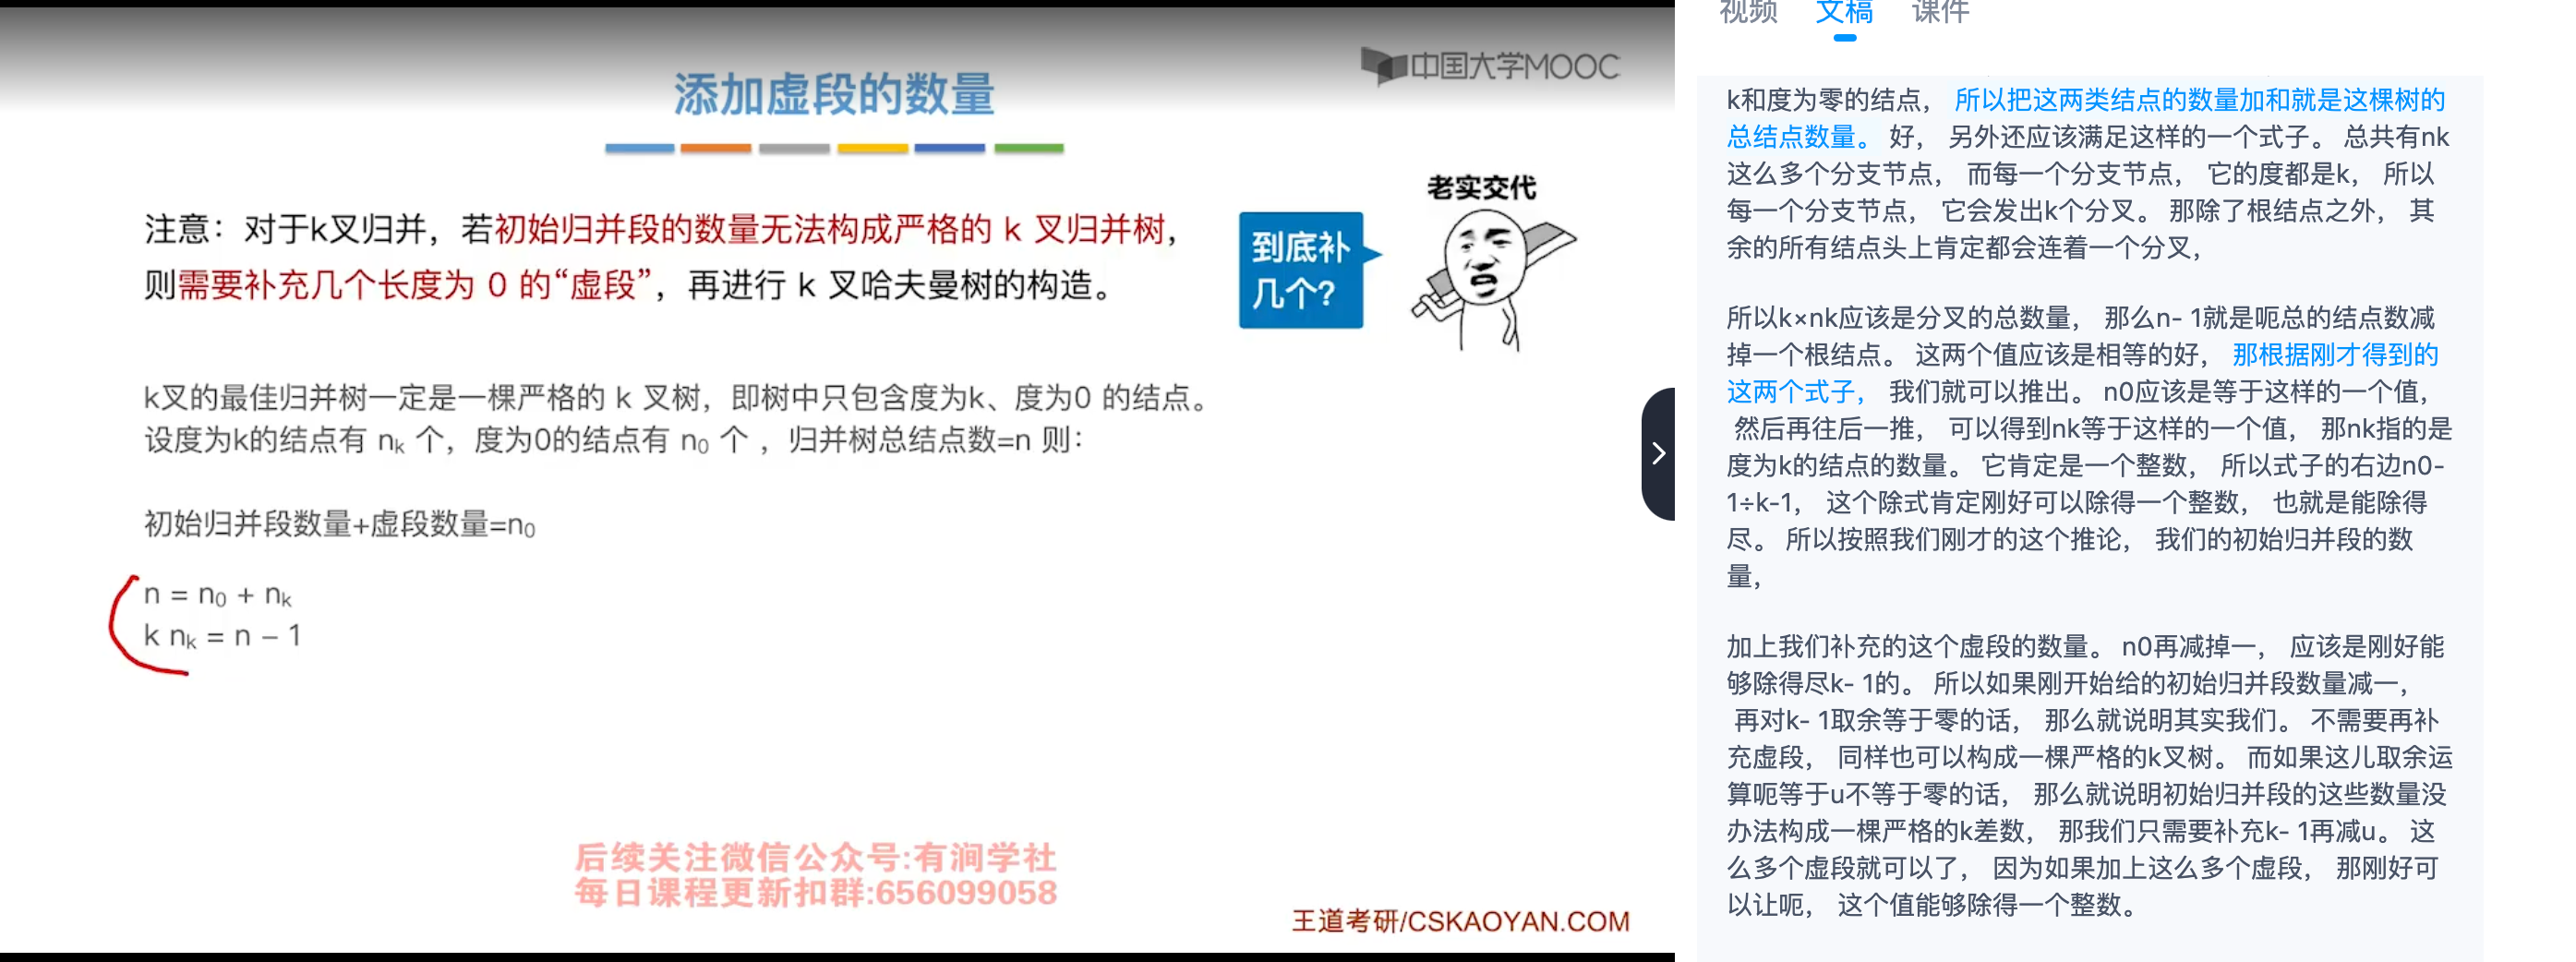 中国大学MOOC
添加虚段的数量
注意：对于k叉归并，若初始归并段的数量无法构成严格的 k 叉归并树，
则需要补充几个长度为 0 的“虚段”，再进行 k 叉哈夫曼树的构造。
老实交代
到底补
几个？
k叉的最佳归并树一定是一棵严格的 k 叉树，即树中只包含度为k、度为0 的结点。
设度为k的结点有 nk 个，度为0的结点有 n0 个 ，归并树总结点数=n 则：
初始归并段数量+虚段数量=n0
n = n0 + nk
k nk = n – 1
后续关注微信公众号:有涧学社
每日课程更新扣群:656099058
王道考研/CSKAOYAN.COM
视频 文稿 课件
k和度为零的结点， 所以把这两类结点的数量加和就是这棵树的
总结点数量。 好， 另外还应该满足这样的一个式子。 总共有nk
这么多个分支节点， 而每一个分支节点， 它的度都是k， 所以
每一个分支节点， 它会发出k个分叉。 那除了根结点之外， 其
余的所有结点头上肯定都会连着一个分叉，
所以k×nk应该是分叉的总数量， 那么n- 1就是呃总的结点数减
掉一个根结点。 这两个值应该是相等的好， 那根据刚才得到的
这两个式子， 我们就可以推出。 n0应该是等于这样的一个值，
然后再往后一推， 可以得到nk等于这样的一个值， 那nk指的是
度为k的结点的数量。 它肯定是一个整数， 所以式子的右边n0-
1÷k-1， 这个除式肯定刚好可以除得一个整数， 也就是能除得
尽。 所以按照我们刚才的这个推论， 我们的初始归并段的数
量，
加上我们补充的这个虚段的数量。 n0再减掉一， 应该是刚好能
够除得尽k- 1的。 所以如果刚开始给的初始归并段数量减一，
再对k- 1取余等于零的话， 那么就说明其实我们。 不需要再补
充虚段， 同样也可以构成一棵严格的k叉树。 而如果这儿取余运
算呃等于u不等于零的话， 那么就说明初始归并段的这些数量没
办法构成一棵严格的k差数， 那我们只需要补充k- 1再减u。 这
么多个虚段就可以了， 因为如果加上这么多个虚段， 那刚好可
以让呃， 这个值能够除得一个整数。